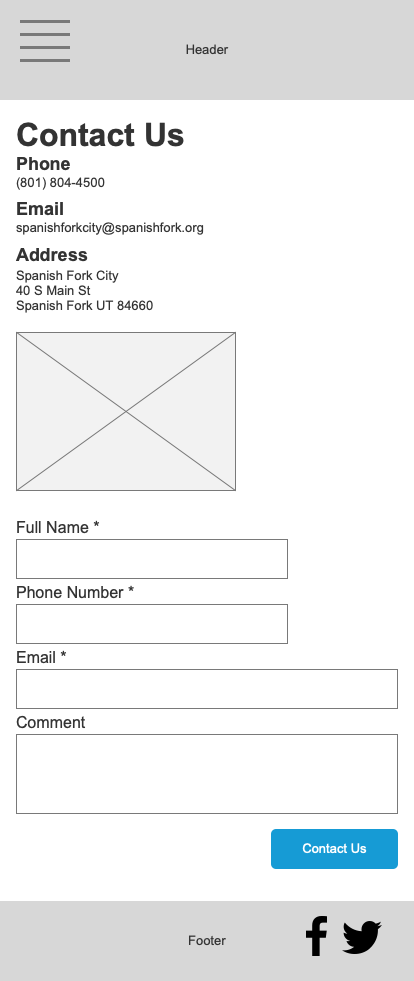 Header
Contact Us
Phone
(801) 804-4500
Email
spanishforkcity@spanishfork.org
Address
Spanish Fork City
40 S Main St
Spanish Fork UT 84660
Full Name *
Phone Number *
Email *
Comment
Contact Us
Footer